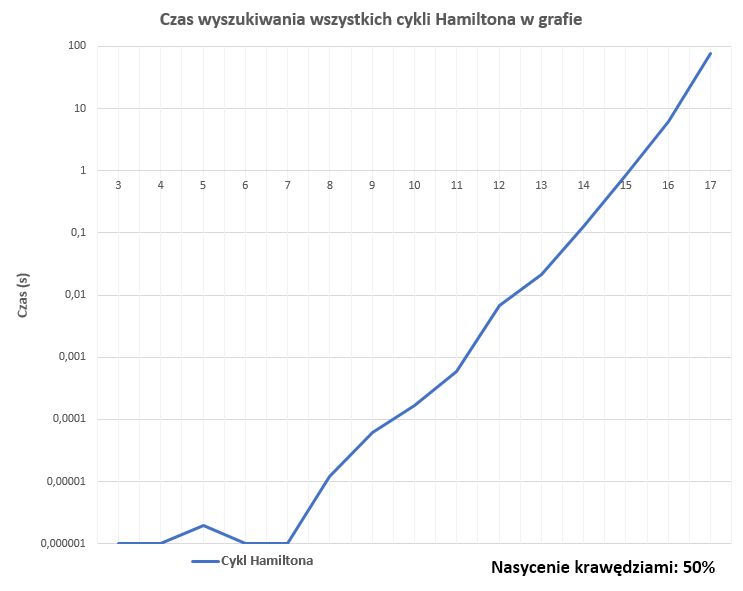 Czas wyszukiwania wszystkich cykli Hamiltona w grafie
100
10
1
3 4 5 6 7 8 9 10 11 12 13 14 15 16 17
0,1
Czas (s)
0,01
0,001
0,0001
0,00001
0,000001
Cykl Hamiltona
Nasycenie krawędziami: 50%